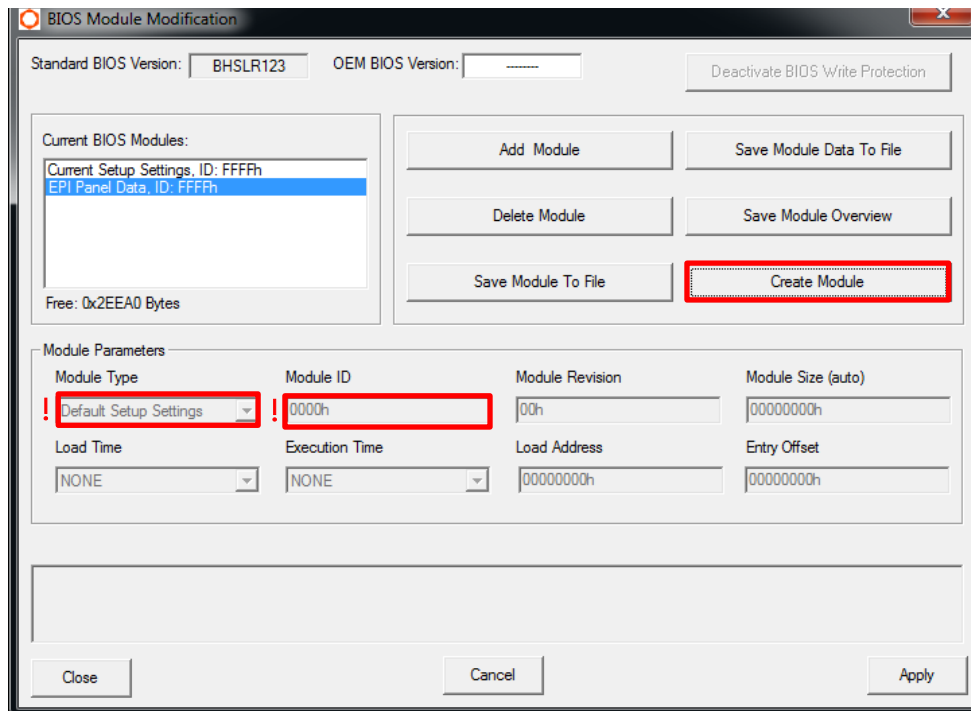 BIOS Module Modification
X
Standard BIOS Version: BHSLR123 OEM BIOS Version: --------
Deactivate BIOS Write Protection
Current BIOS Modules:
Current Setup Settings, ID: FFFFh
EPI Panel Data, ID: FFFFh
Free: 0x2EEA0 Bytes
Add Module Save Module Data To File
Delete Module Save Module Overview
Save Module To File Create Module
Module Parameters
Module Type Module ID Module Revision Module Size (auto)
! Default Setup Settings ! 0000h 00h 00000000h
Load Time Execution Time Load Address Entry Offset
NONE NONE 00000000h 00000000h
Close Cancel Apply